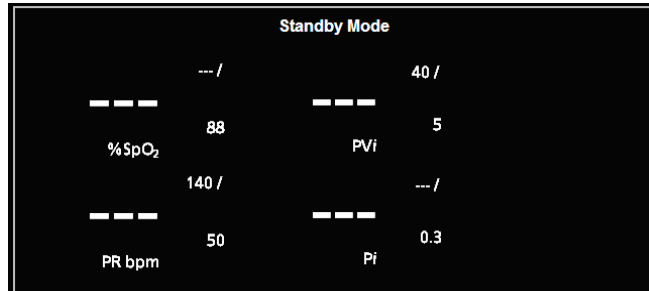 Standby Mode
--- / 40 /
--- ---
88 5
%SpO₂ PVi
140 / --- /
--- ---
50 0.3
PR bpm Pi